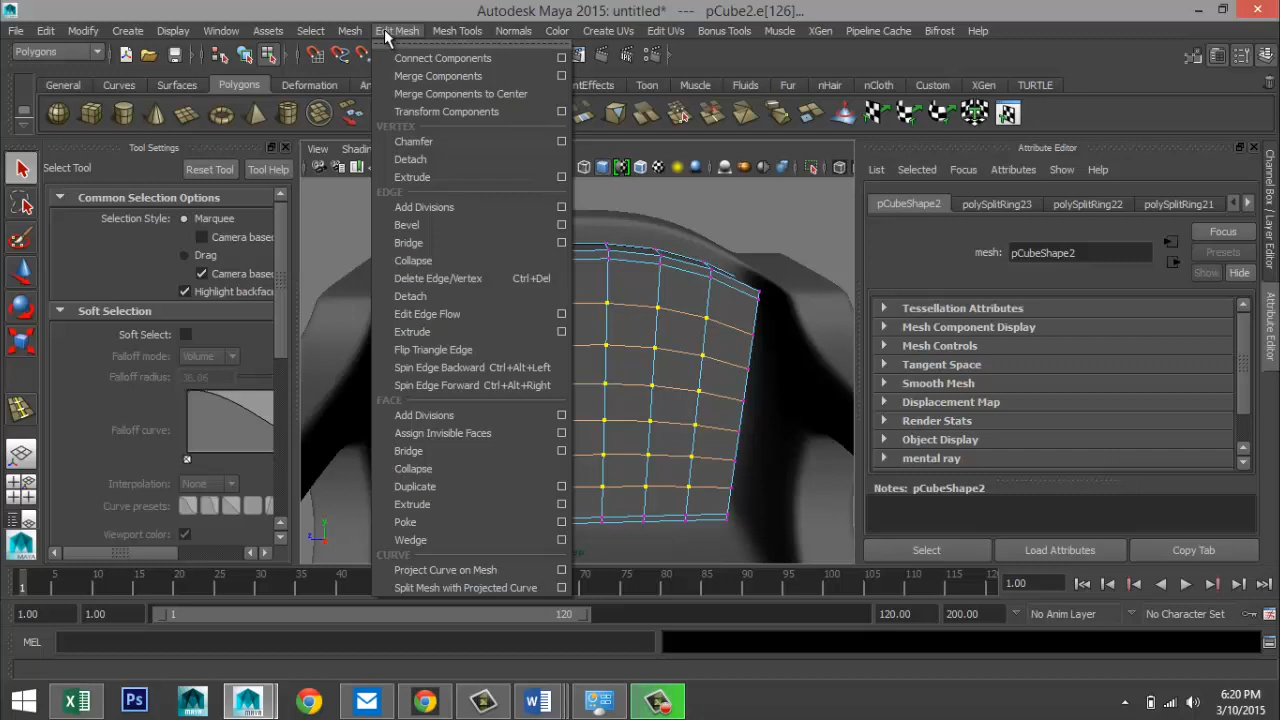 Autodesk Maya 2015: untitled* --- pCube2.e[126]...
File Edit Modify Create Display Window Assets Select Mesh Edit Mesh Mesh Tools Normals Color Create UVs Edit UVs Bonus Tools Muscle XGen Pipeline Cache Bifrost Help
Polygons
General Curves Surfaces Polygons Deformation Effects Toon Muscle Fluids Fur nHair nCloth Custom XGen TURTLE
Tool Settings
Select Tool Reset Tool Tool Help
Common Selection Options
Selection Style: Marquee
Camera base
Drag
Camera base
Highlight backfa
Soft Selection
Soft Select:
Falloff mode: Volume
Falloff radius:
Falloff curve:
Interpolation: None
Curve presets:
Viewport color:
Connect Components
Merge Components
Merge Components to Center
Transform Components
VERTEX
Chamfer
Detach
Extrude
EDGE
Add Divisions
Bevel
Bridge
Collapse
Delete Edge/Vertex Ctrl+Del
Detach
Edit Edge Flow
Extrude
Flip Triangle Edge
Spin Edge Backward Ctrl+Alt+Left
Spin Edge Forward Ctrl+Alt+Right
FACE
Add Divisions
Assign Invisible Faces
Bridge
Collapse
Duplicate
Extrude
Poke
Wedge
CURVE
Project Curve on Mesh
Split Mesh with Projected Curve
View Shadin
Attribute Editor
List Selected Focus Attributes Show Help
pCubeShape2 polySplitRing23 polySplitRing22 polySplitRing21
mesh: pCubeShape2
Focus
Presets
Show Hide
Tessellation Attributes
Mesh Component Display
Mesh Controls
Tangent Space
Smooth Mesh
Displacement Map
Render Stats
Object Display
mental ray
Notes: pCubeShape2
Select Load Attributes Copy Tab
Channel Box / Layer Editor
Attribute Editor
5 10 15 20 25 30 35 40 70 75 80 85 90 95 100 105 110 115 120
1 1.00
1.00 1.00 1 120 120.00 200.00 No Anim Layer No Character Set
MEL
6:20 PM
3/10/2015